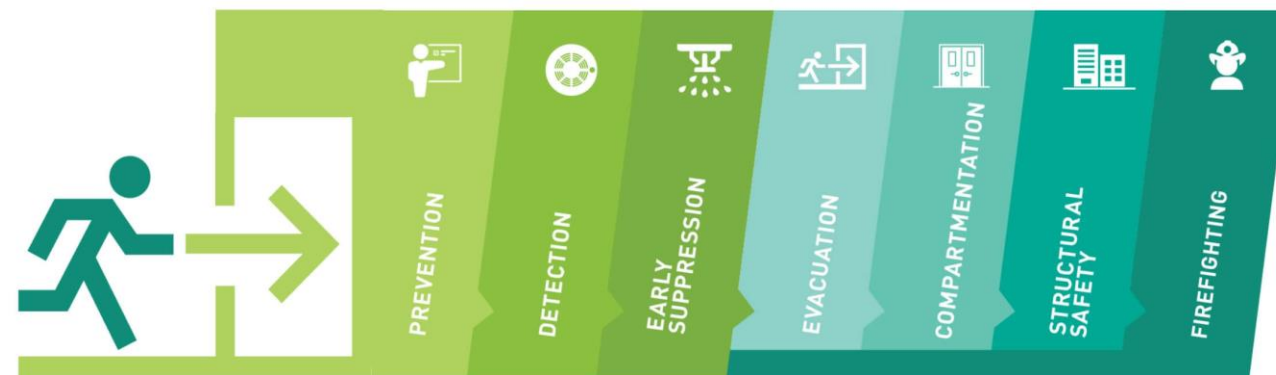 PREVENTION
DETECTION
EARLY
SUPPRESSION
EVACUATION
COMPARTMENTATION
STRUCTURAL
SAFETY
FIREFIGHTING